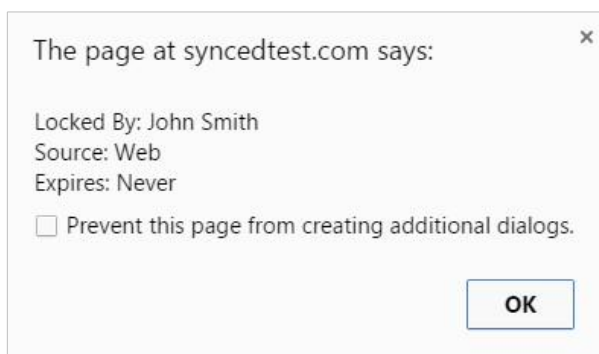 The page at syncedtest.com says:
Locked By: John Smith
Source: Web
Expires: Never
Prevent this page from creating additional dialogs.
OK